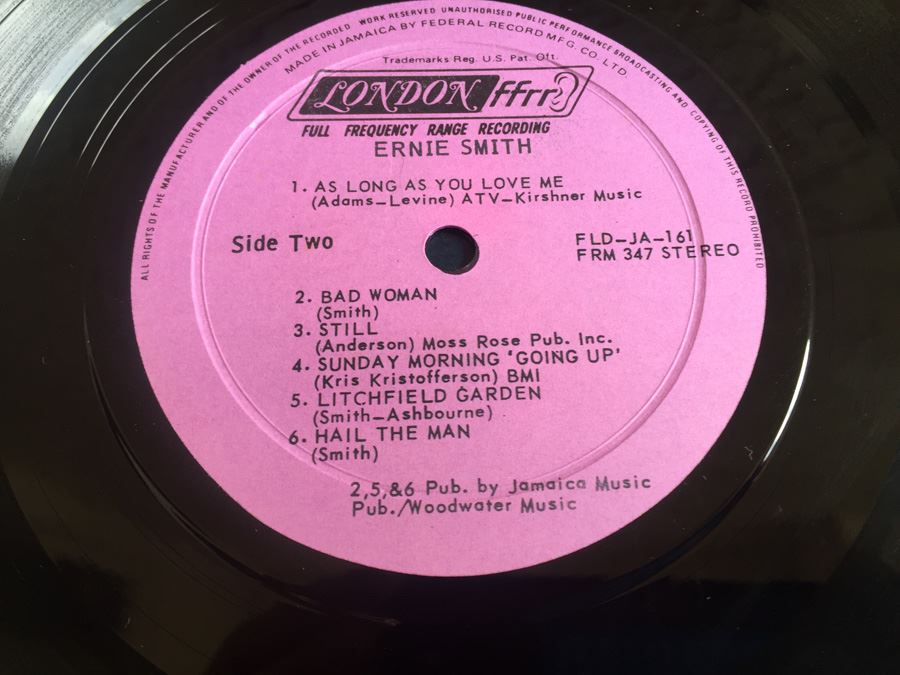 ALL RIGHTS OF THE MANUFACTURER AND OF THE OWNER OF THE RECORDED WORK RESERVED UNAUTHORISED PUBLIC PERFORMANCE BROADCASTING AND COPYING OF THIS RECORD PROHIBITED
MADE IN JAMAICA BY FEDERAL RECORD MFG. CO. LTD.
Trademarks Reg. U.S. Pat. Off.
LONDON ffrr
FULL FREQUENCY RANGE RECORDING
ERNIE SMITH
1. AS LONG AS YOU LOVE ME
(Adams-Levine) ATV-Kirshner Music
Side Two
FLD-JA-161
FRM 347 STEREO
2. BAD WOMAN
(Smith)
3. STILL
(Anderson) Moss Rose Pub. Inc.
4. SUNDAY MORNING 'GOING UP'
(Kris Kristofferson) BMI
5. LITCHFIELD GARDEN
(Smith-Ashbourne)
6. HAIL THE MAN
(Smith)
2,5,&6 Pub. by Jamaica Music
Pub./Woodwater Music